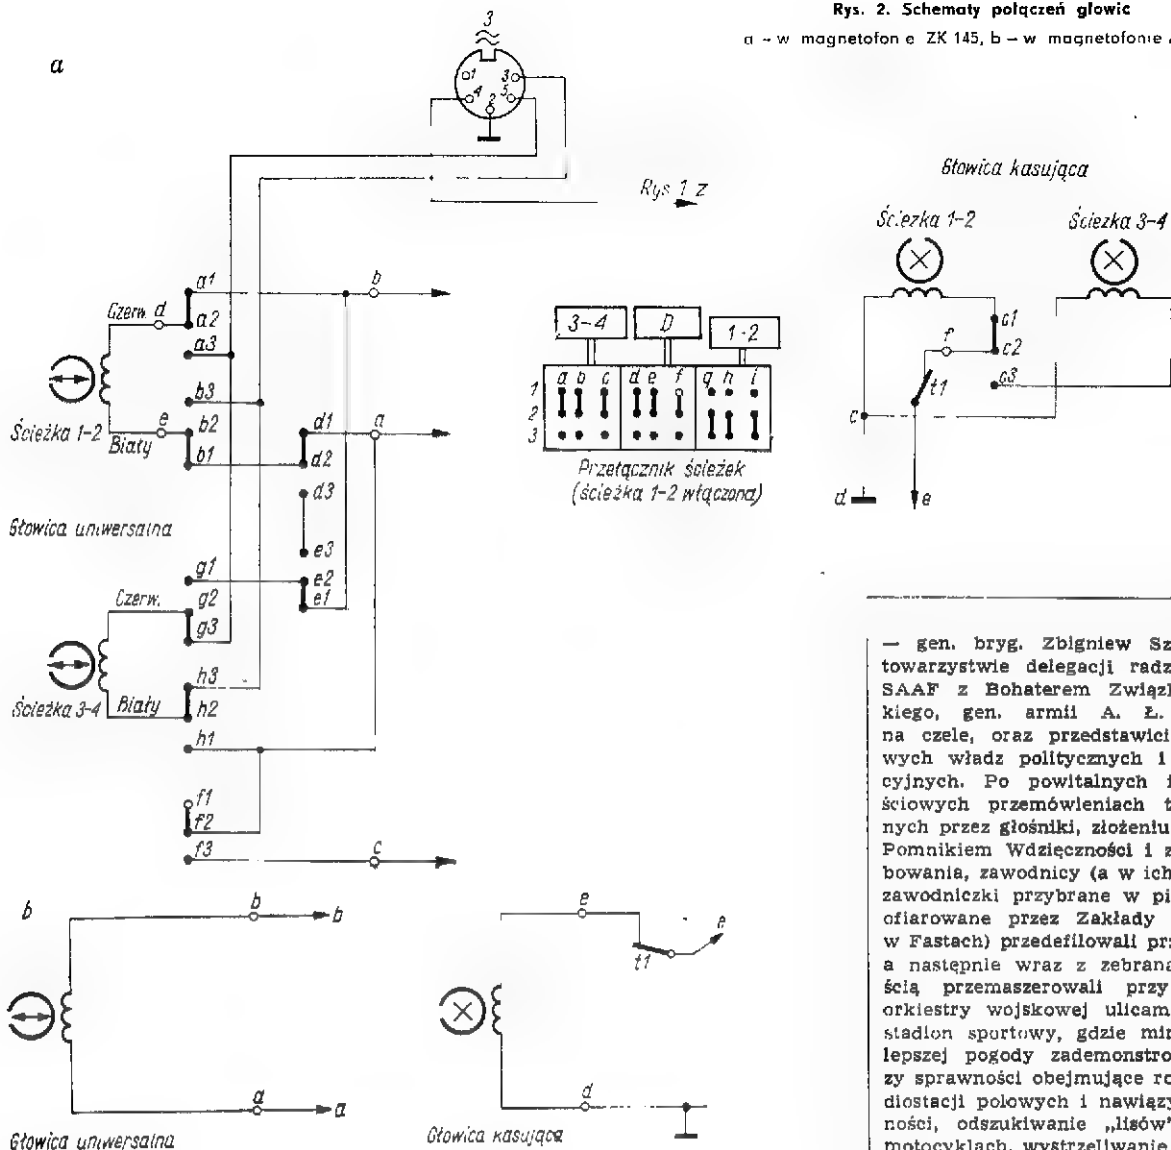 Rys. 2. Schematy połączeń głowic
a – w magnetofon e ZK 145, b – w magnetofonie
a
3
1
3
4
5
2
Rys 1 z
Głowica kasująca
Ścieżka 1-2
Ścieżka 3-4
c1
c2
c3
f
t1
c
d
e
a1
b
Czerw. d
a2
a3
b3
Ścieżka 1-2
e
Biały
b2
b1
d1
a
d2
d3
e3
Głowica uniwersalna
g1
e2
e1
Czerw.
g2
g3
h3
Ścieżka 3-4
Biały
h2
h1
f1
f2
f3
c
3-4
D
1-2
a b c d e f g h i
1
2
3
Przełącznik ścieżek
(ścieżka 1-2 włączona)
b
b
b
a
a
Głowica uniwersalna
e
e
t1
d
Głowica kasująca
— gen. bryg. Zbigniew Sz
towarzystwie delegacji radz
SAAF z Bohaterem Związl
kiego, gen. armii A. Ł.
na czele, oraz przedstawici
wych władz politycznych i
cyjnych. Po powitalnych i
ściowych przemówieniach t
nych przez głośniki, złożeniu
Pomnikiem Wdzięczności i z
bowania, zawodnicy (a w ich
zawodniczki przybrane w pi
ofiarowane przez Zakłady
w Fastach) przedefilowali prz
a następnie wraz z zebraną
ścią przemaszerowali przy
orkiestry wojskowej ulicam
stadion sportowy, gdzie mir
lepszej pogody zademonstro
zy sprawności obejmujące ro
diostacji polowych i nawiązy
ności, odszukiwanie „lisów”
motocyklach, wystrzeliwanie